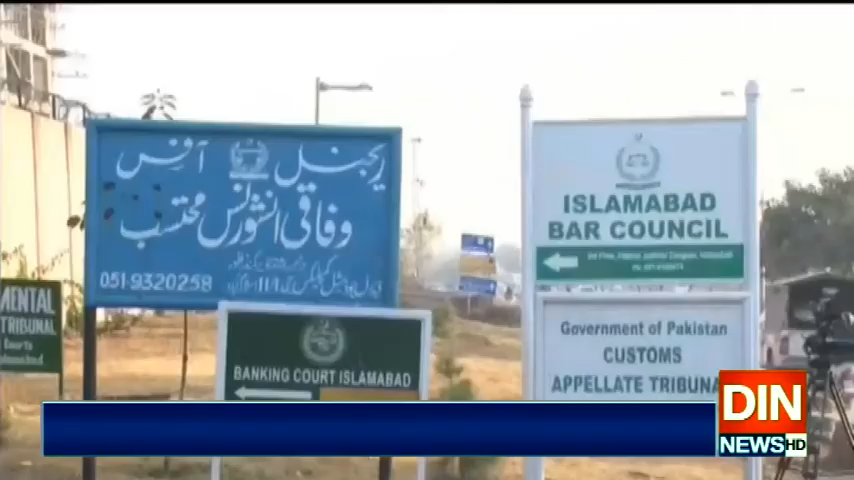 ریجنل آفس
وفاقی انشورنس محتسب
051-9320258
MENTAL
TRIBUNAL
BANKING COURT ISLAMABAD
ISLAMABAD
BAR COUNCIL
Government of Pakistan
CUSTOMS
APPELLATE TRIBUNA
DIN
NEWS HD